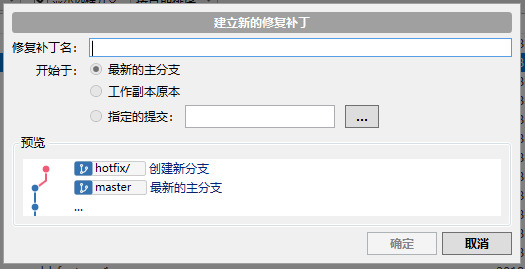 建立新的修复补丁
修复补丁名：
开始于：
最新的主分支
工作副本原本
指定的提交：
...
预览
hotfix/ 创建新分支
master 最新的主分支
...
确定
取消